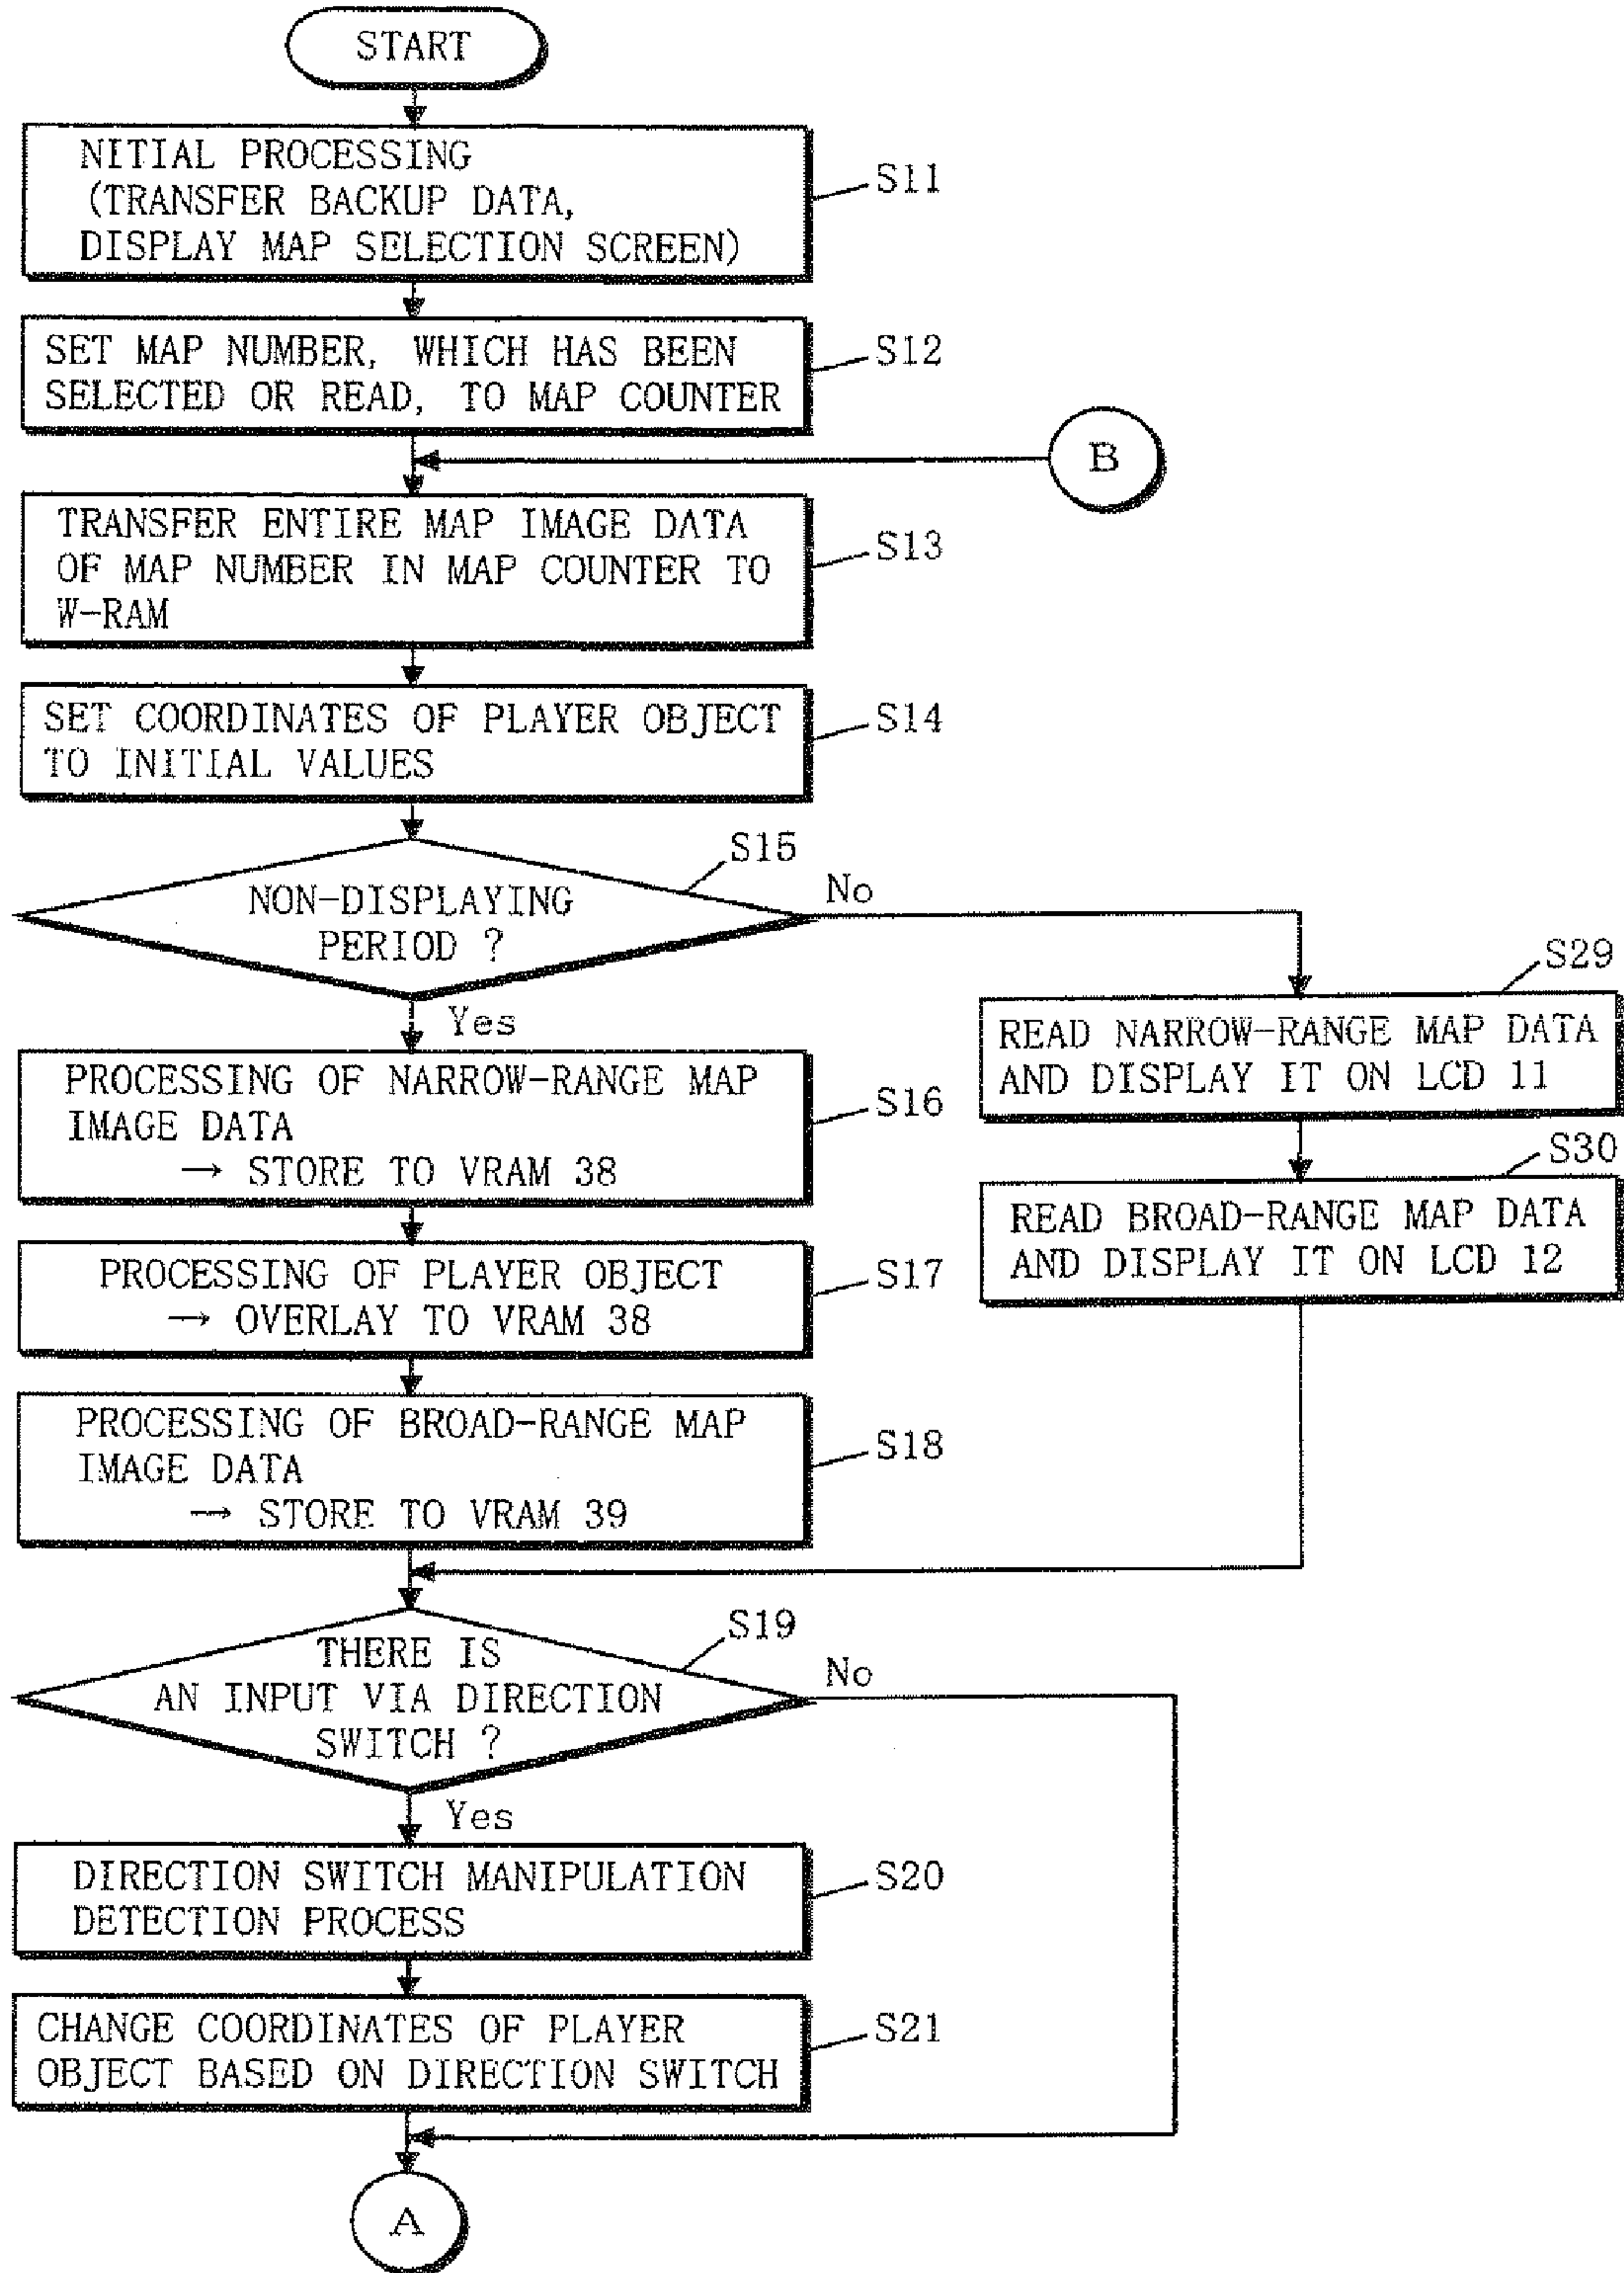 START
NITIAL PROCESSING
(TRANSFER BACKUP DATA,
DISPLAY MAP SELECTION SCREEN)
S11
SET MAP NUMBER, WHICH HAS BEEN
SELECTED OR READ, TO MAP COUNTER
S12
B
TRANSFER ENTIRE MAP IMAGE DATA
OF MAP NUMBER IN MAP COUNTER TO
W-RAM
S13
SET COORDINATES OF PLAYER OBJECT
TO INITIAL VALUES
S14
S15
NON-DISPLAYING
PERIOD ?
No
Yes
S29
READ NARROW-RANGE MAP DATA
AND DISPLAY IT ON LCD 11
PROCESSING OF NARROW-RANGE MAP
IMAGE DATA
→ STORE TO VRAM 38
S16
S30
READ BROAD-RANGE MAP DATA
AND DISPLAY IT ON LCD 12
PROCESSING OF PLAYER OBJECT
→ OVERLAY TO VRAM 38
S17
PROCESSING OF BROAD-RANGE MAP
IMAGE DATA
→ STORE TO VRAM 39
S18
S19
THERE IS
AN INPUT VIA DIRECTION
SWITCH ?
No
Yes
DIRECTION SWITCH MANIPULATION
DETECTION PROCESS
S20
CHANGE COORDINATES OF PLAYER
OBJECT BASED ON DIRECTION SWITCH
S21
A